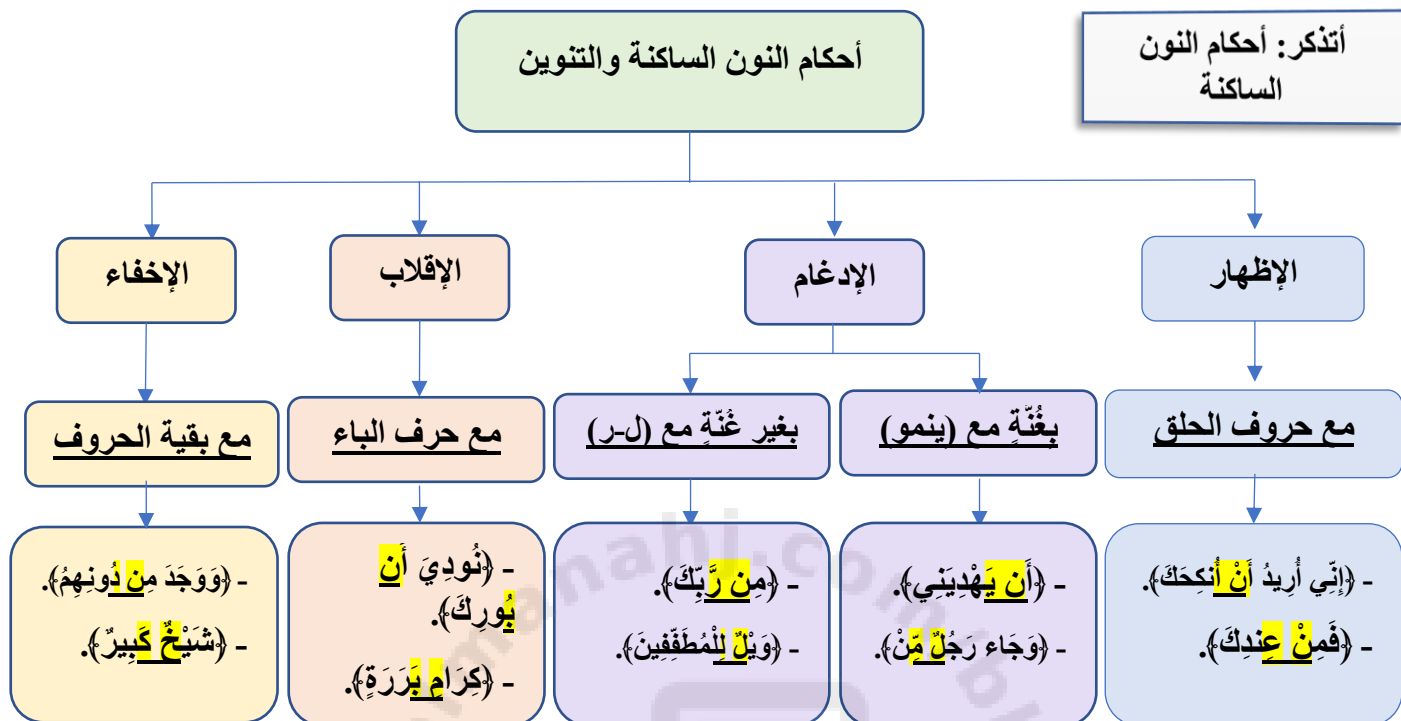 أتذكر: أحكام النون
الساكنة
أحكام النون الساكنة والتنوين
الإظهار
الإدغام
الإقلاب
الإخفاء
مع حروف الحلق
بِغُنّةٍ مع (ينمو)
بغير غُنّةٍ مع (ل-ر)
مع حرف الباء
مع بقية الحروف
- ﴿إِنِّي أُرِيدُ أَنْ أُنكِحَكَ﴾.
- ﴿فَمِنْ عِندِكَ﴾.
- ﴿أَن يَهْدِيَنِي﴾.
- ﴿وَجَاء رَجُلٌ مِّنْ﴾.
- ﴿مِن رَّبِّكَ﴾.
- ﴿وَيْلٌ لِلْمُطَفِّفِينَ﴾.
- ﴿نُودِيَ أَن
بُورِكَ﴾.
- ﴿كِرَامٍ بَرَرَةٍ﴾.
- ﴿وَوَجَدَ مِن دُونِهِمُ﴾.
- ﴿شَيْخٌ كَبِيرٌ﴾.